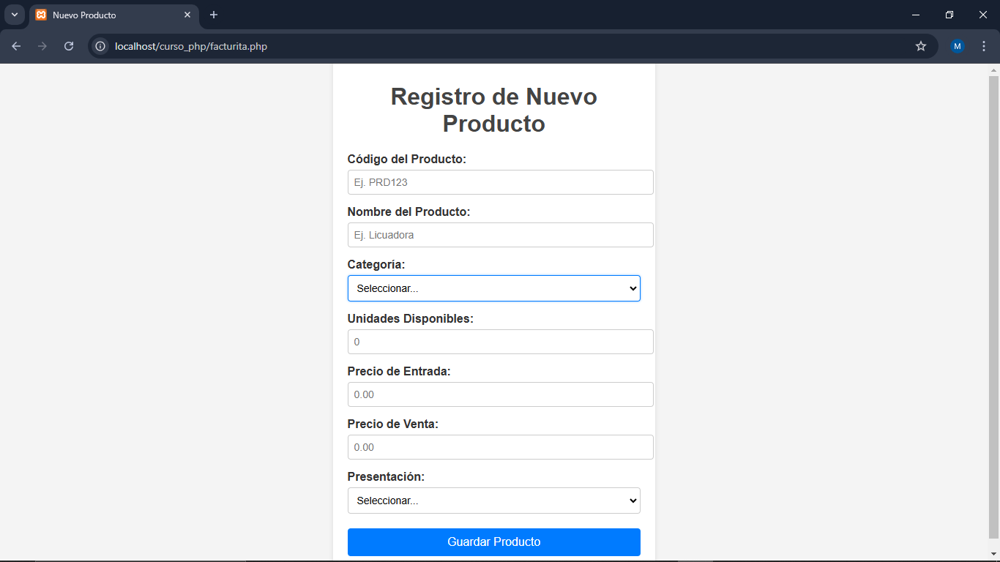 Nuevo Producto
localhost/curso_php/facturita.php
M
Registro de Nuevo
Producto
Código del Producto:
Ej. PRD123
Nombre del Producto:
Ej. Licuadora
Categoría:
Seleccionar...
Unidades Disponibles:
0
Precio de Entrada:
0.00
Precio de Venta:
0.00
Presentación:
Seleccionar...
Guardar Producto